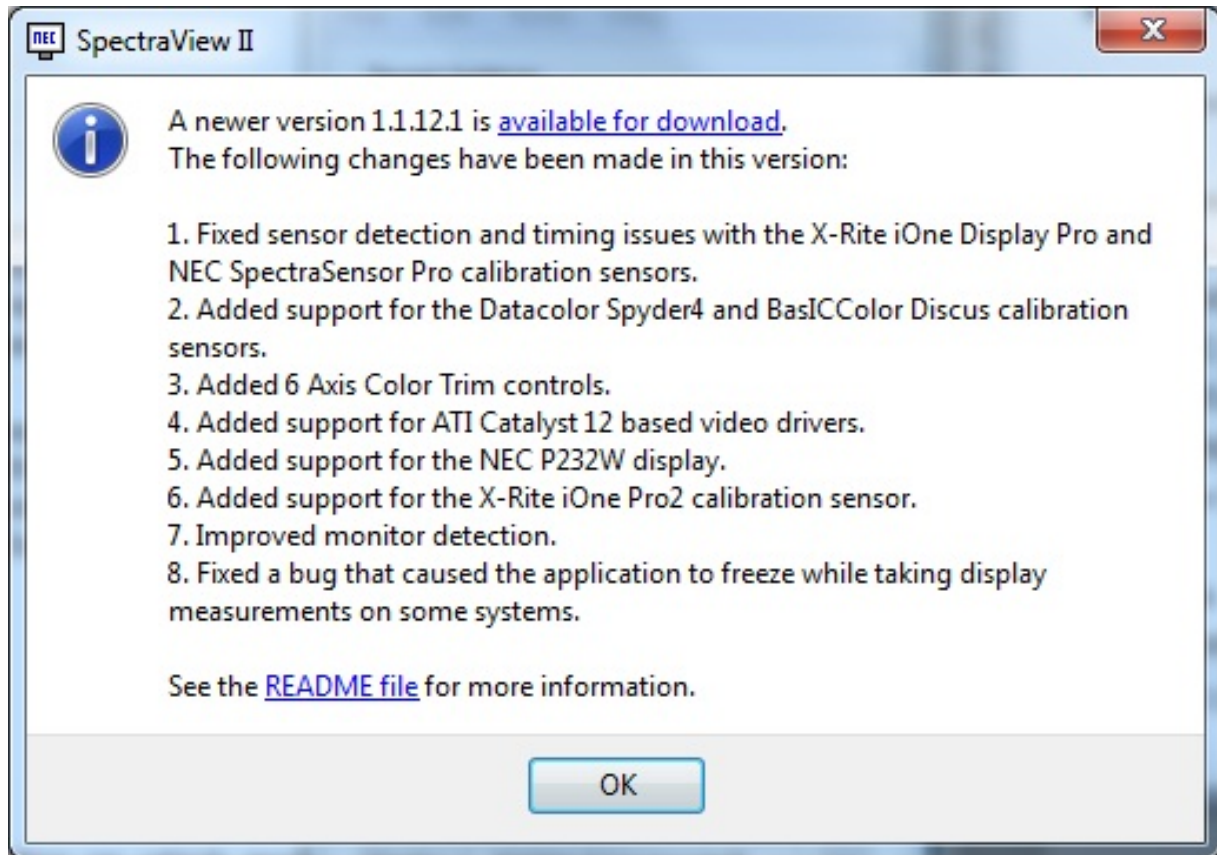 NEC SpectraView II
X
A newer version 1.1.12.1 is available for download.
The following changes have been made in this version:
1. Fixed sensor detection and timing issues with the X-Rite iOne Display Pro and
NEC SpectraSensor Pro calibration sensors.
2. Added support for the Datacolor Spyder4 and BasICColor Discus calibration
sensors.
3. Added 6 Axis Color Trim controls.
4. Added support for ATI Catalyst 12 based video drivers.
5. Added support for the NEC P232W display.
6. Added support for the X-Rite iOne Pro2 calibration sensor.
7. Improved monitor detection.
8. Fixed a bug that caused the application to freeze while taking display
measurements on some systems.
See the README file for more information.
OK